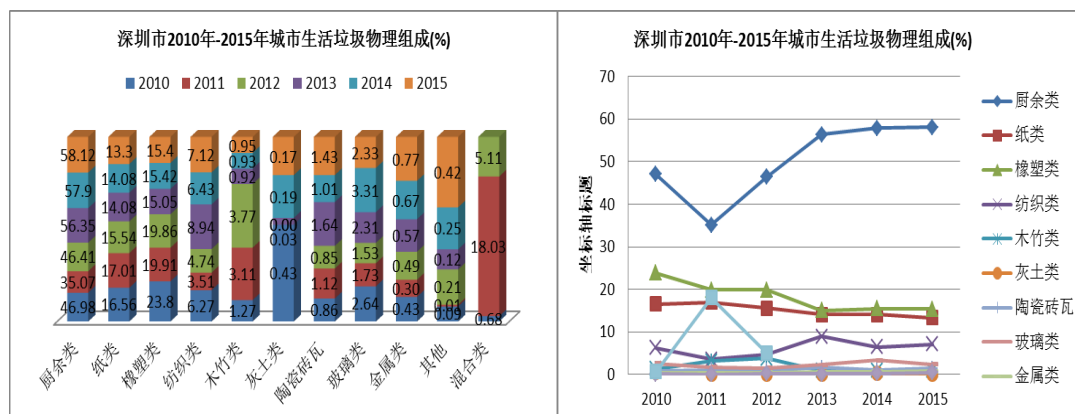 深圳市2010年-2015年城市生活垃圾物理组成(%)
2010 2011 2012 2013 2014 2015
58.12 13.3 15.4 7.12 0.95 0.17 1.43 2.33 0.77 0.42 5.11
57.9 14.08 15.42 6.43 0.93 0.19 1.01 3.31 0.67 0.25
56.35 14.08 15.05 8.94 0.92 0.00 1.64 2.31 0.57 0.12
46.41 15.54 19.86 4.74 3.77 0.03 0.85 1.53 0.49 0.21
35.07 17.01 19.91 3.51 3.11 1.12 1.73 0.30 0.01 18.03
46.98 16.56 23.8 6.27 1.27 0.43 0.86 2.64 0.43 0.09 0.68
厨余类 纸类 橡塑类 纺织类 木竹类 灰土类 陶瓷砖瓦 玻璃类 金属类 其他 混合类
深圳市2010年-2015年城市生活垃圾物理组成(%)
坐标轴标题
70
60
50
40
30
20
10
0
2010 2011 2012 2013 2014 2015
厨余类
纸类
橡塑类
纺织类
木竹类
灰土类
陶瓷砖瓦
玻璃类
金属类